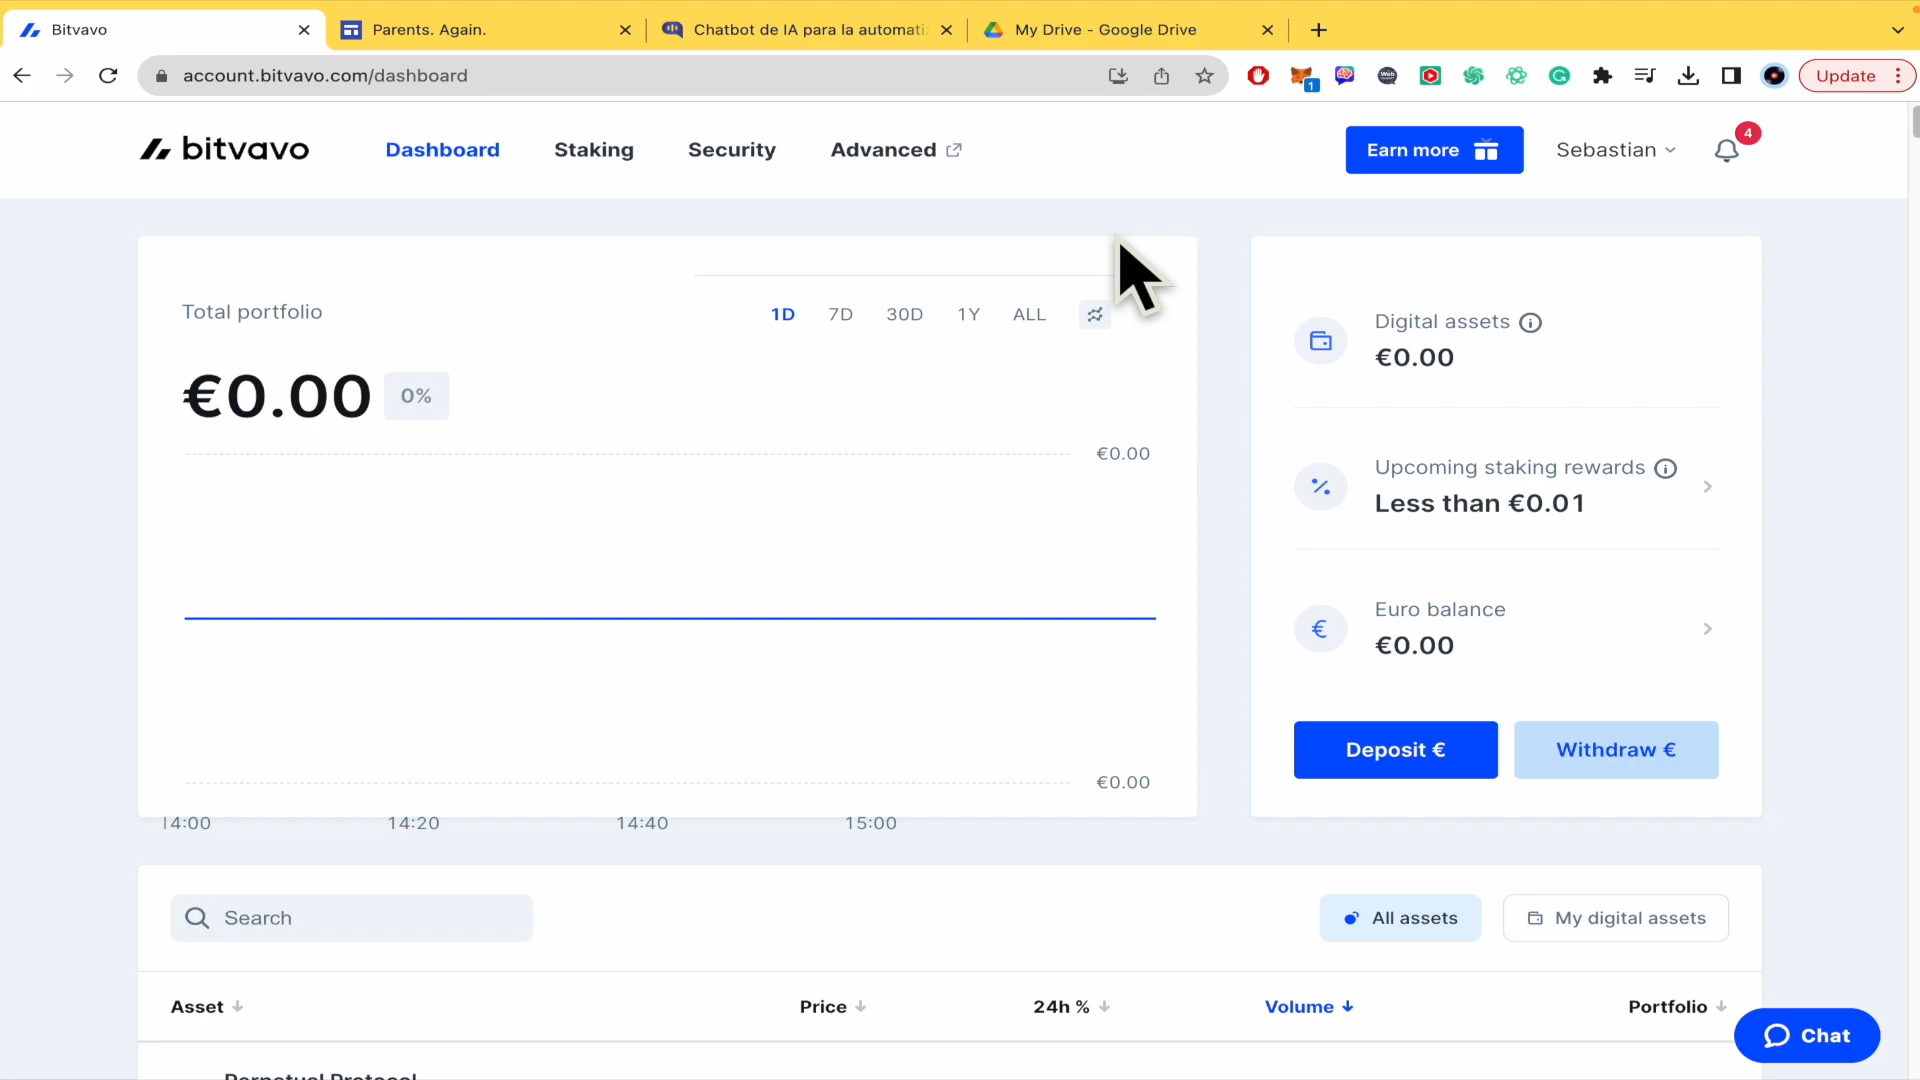 Bitvavo
Parents. Again.
Chatbot de IA para la automati
My Drive - Google Drive
account.bitvavo.com/dashboard
1
Update
bitvavo
Dashboard
Staking
Security
Advanced
Earn more
Sebastian
4
Total portfolio
1D
7D
30D
1Y
ALL
€0.00
0%
€0.00
€0.00
14:00
14:20
14:40
15:00
Digital assets
€0.00
Upcoming staking rewards
Less than €0.01
Euro balance
€0.00
Deposit €
Withdraw €
Search
All assets
My digital assets
Asset
Price
24h %
Volume
Portfolio
Chat
Perpetual Protocol